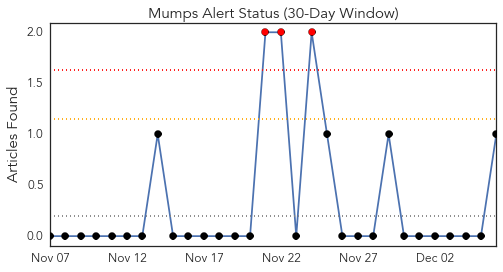 Mumps Alert Status (30-Day Window)
2.0
1.5
1.0
0.5
0.0
Articles Found
Nov 07
Nov 12
Nov 17
Nov 22
Nov 27
Dec 02